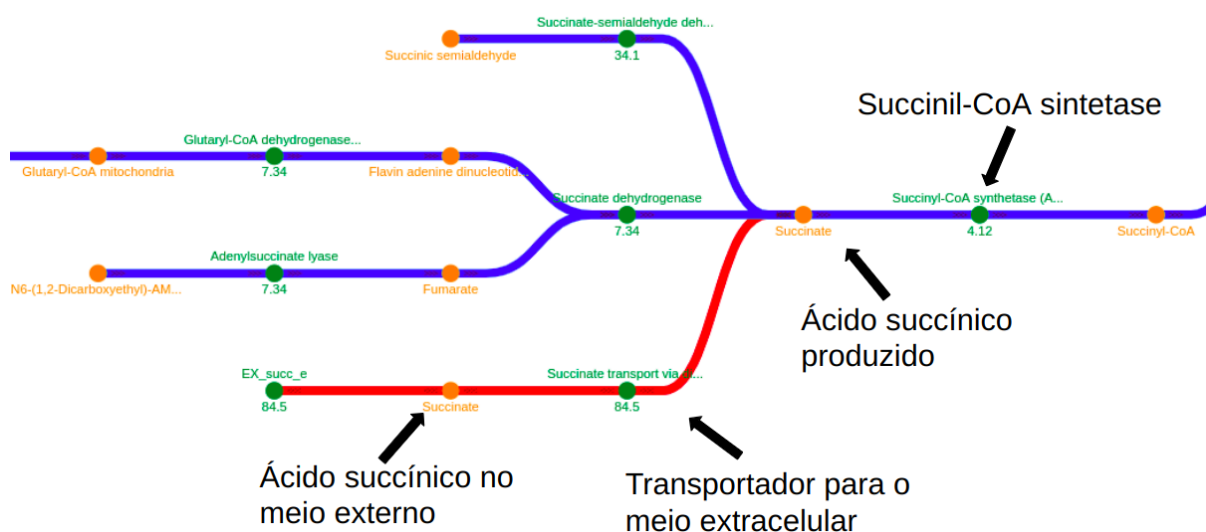 Succinate-semialdehyde deh...
Succinic semialdehyde
34.1
Succinil-CoA sintetase
Glutaryl-CoA dehydrogenase...
Glutaryl-CoA mitochondria
7.34
Flavin adenine dinucleotid...
Succinate dehydrogenase
7.34
Succinate
Succinyl-CoA synthetase (A...
4.12
Succinyl-CoA
Adenylsuccinate lyase
N6-(1,2-Dicarboxyethyl)-AM...
7.34
Fumarate
Ácido succínico
produzido
EX_succ_e
84.5
Succinate
Succinate transport via
84.5
Ácido succínico no
meio externo
Transportador para o
meio extracelular